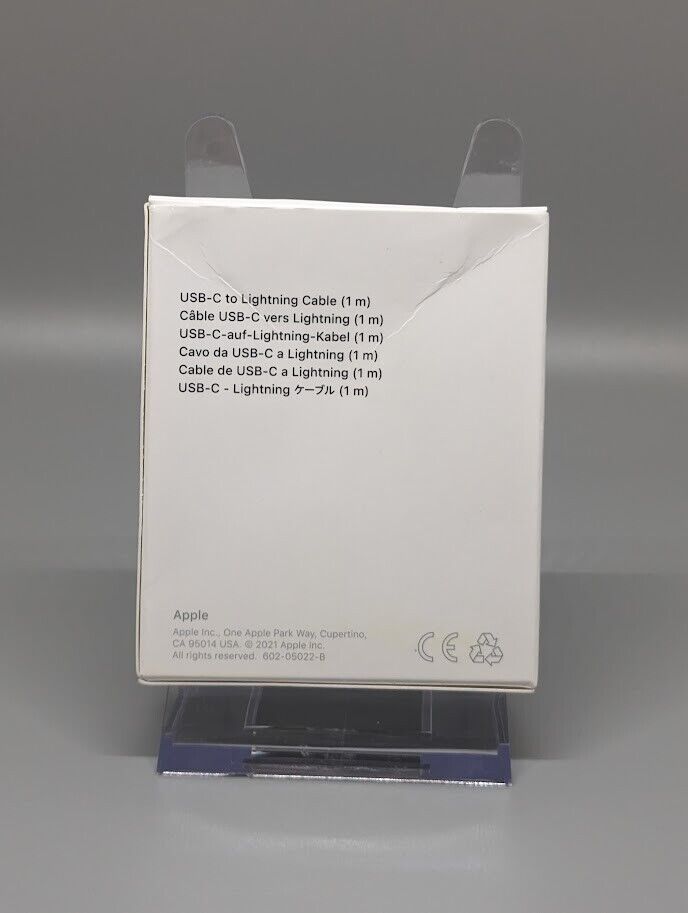 USB-C to Lightning Cable (1 m)
Câble USB-C vers Lightning (1 m)
USB-C-auf-Lightning-Kabel (1 m)
Cavo da USB-C a Lightning (1 m)
Cable de USB-C a Lightning (1 m)
USB-C - Lightning ケーブル (1 m)
Apple
Apple Inc., One Apple Park Way, Cupertino,
CA 95014 USA. © 2021 Apple Inc.
All rights reserved. 602-05022-B
CE